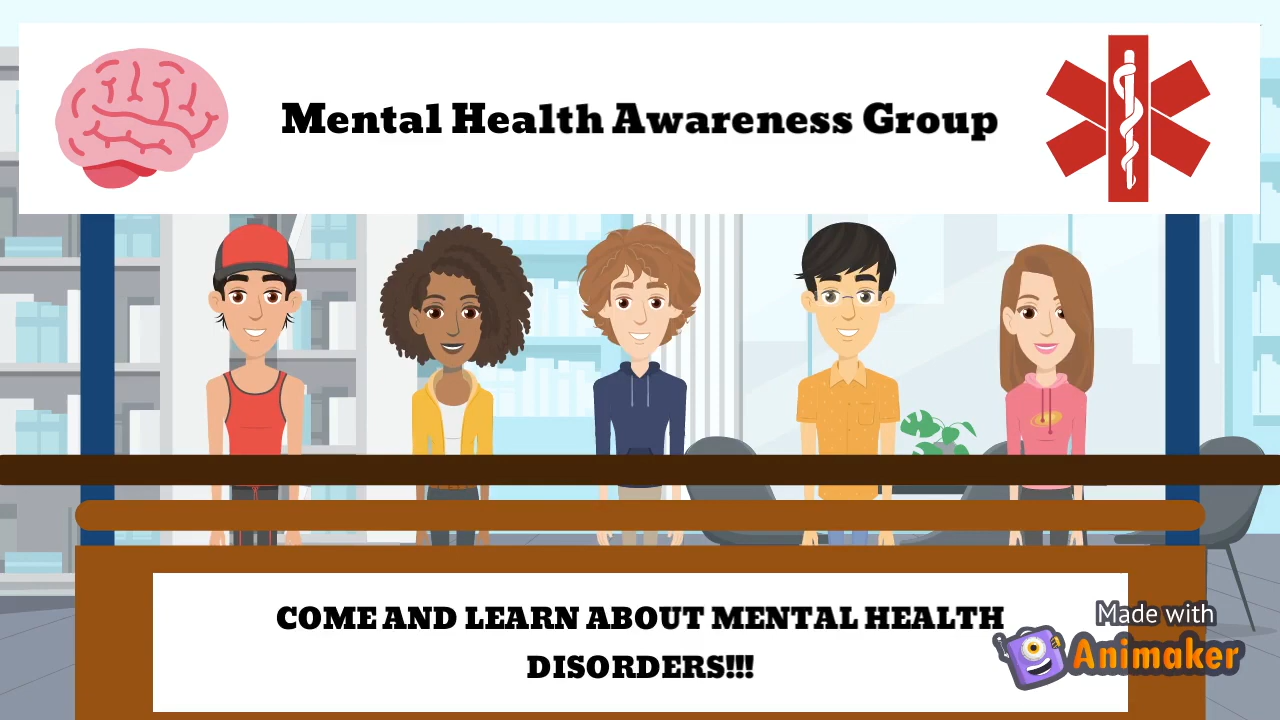 Mental Health Awareness Group
COME AND LEARN ABOUT MENTAL HEALTH
DISORDERS!!!
Made with
Animaker